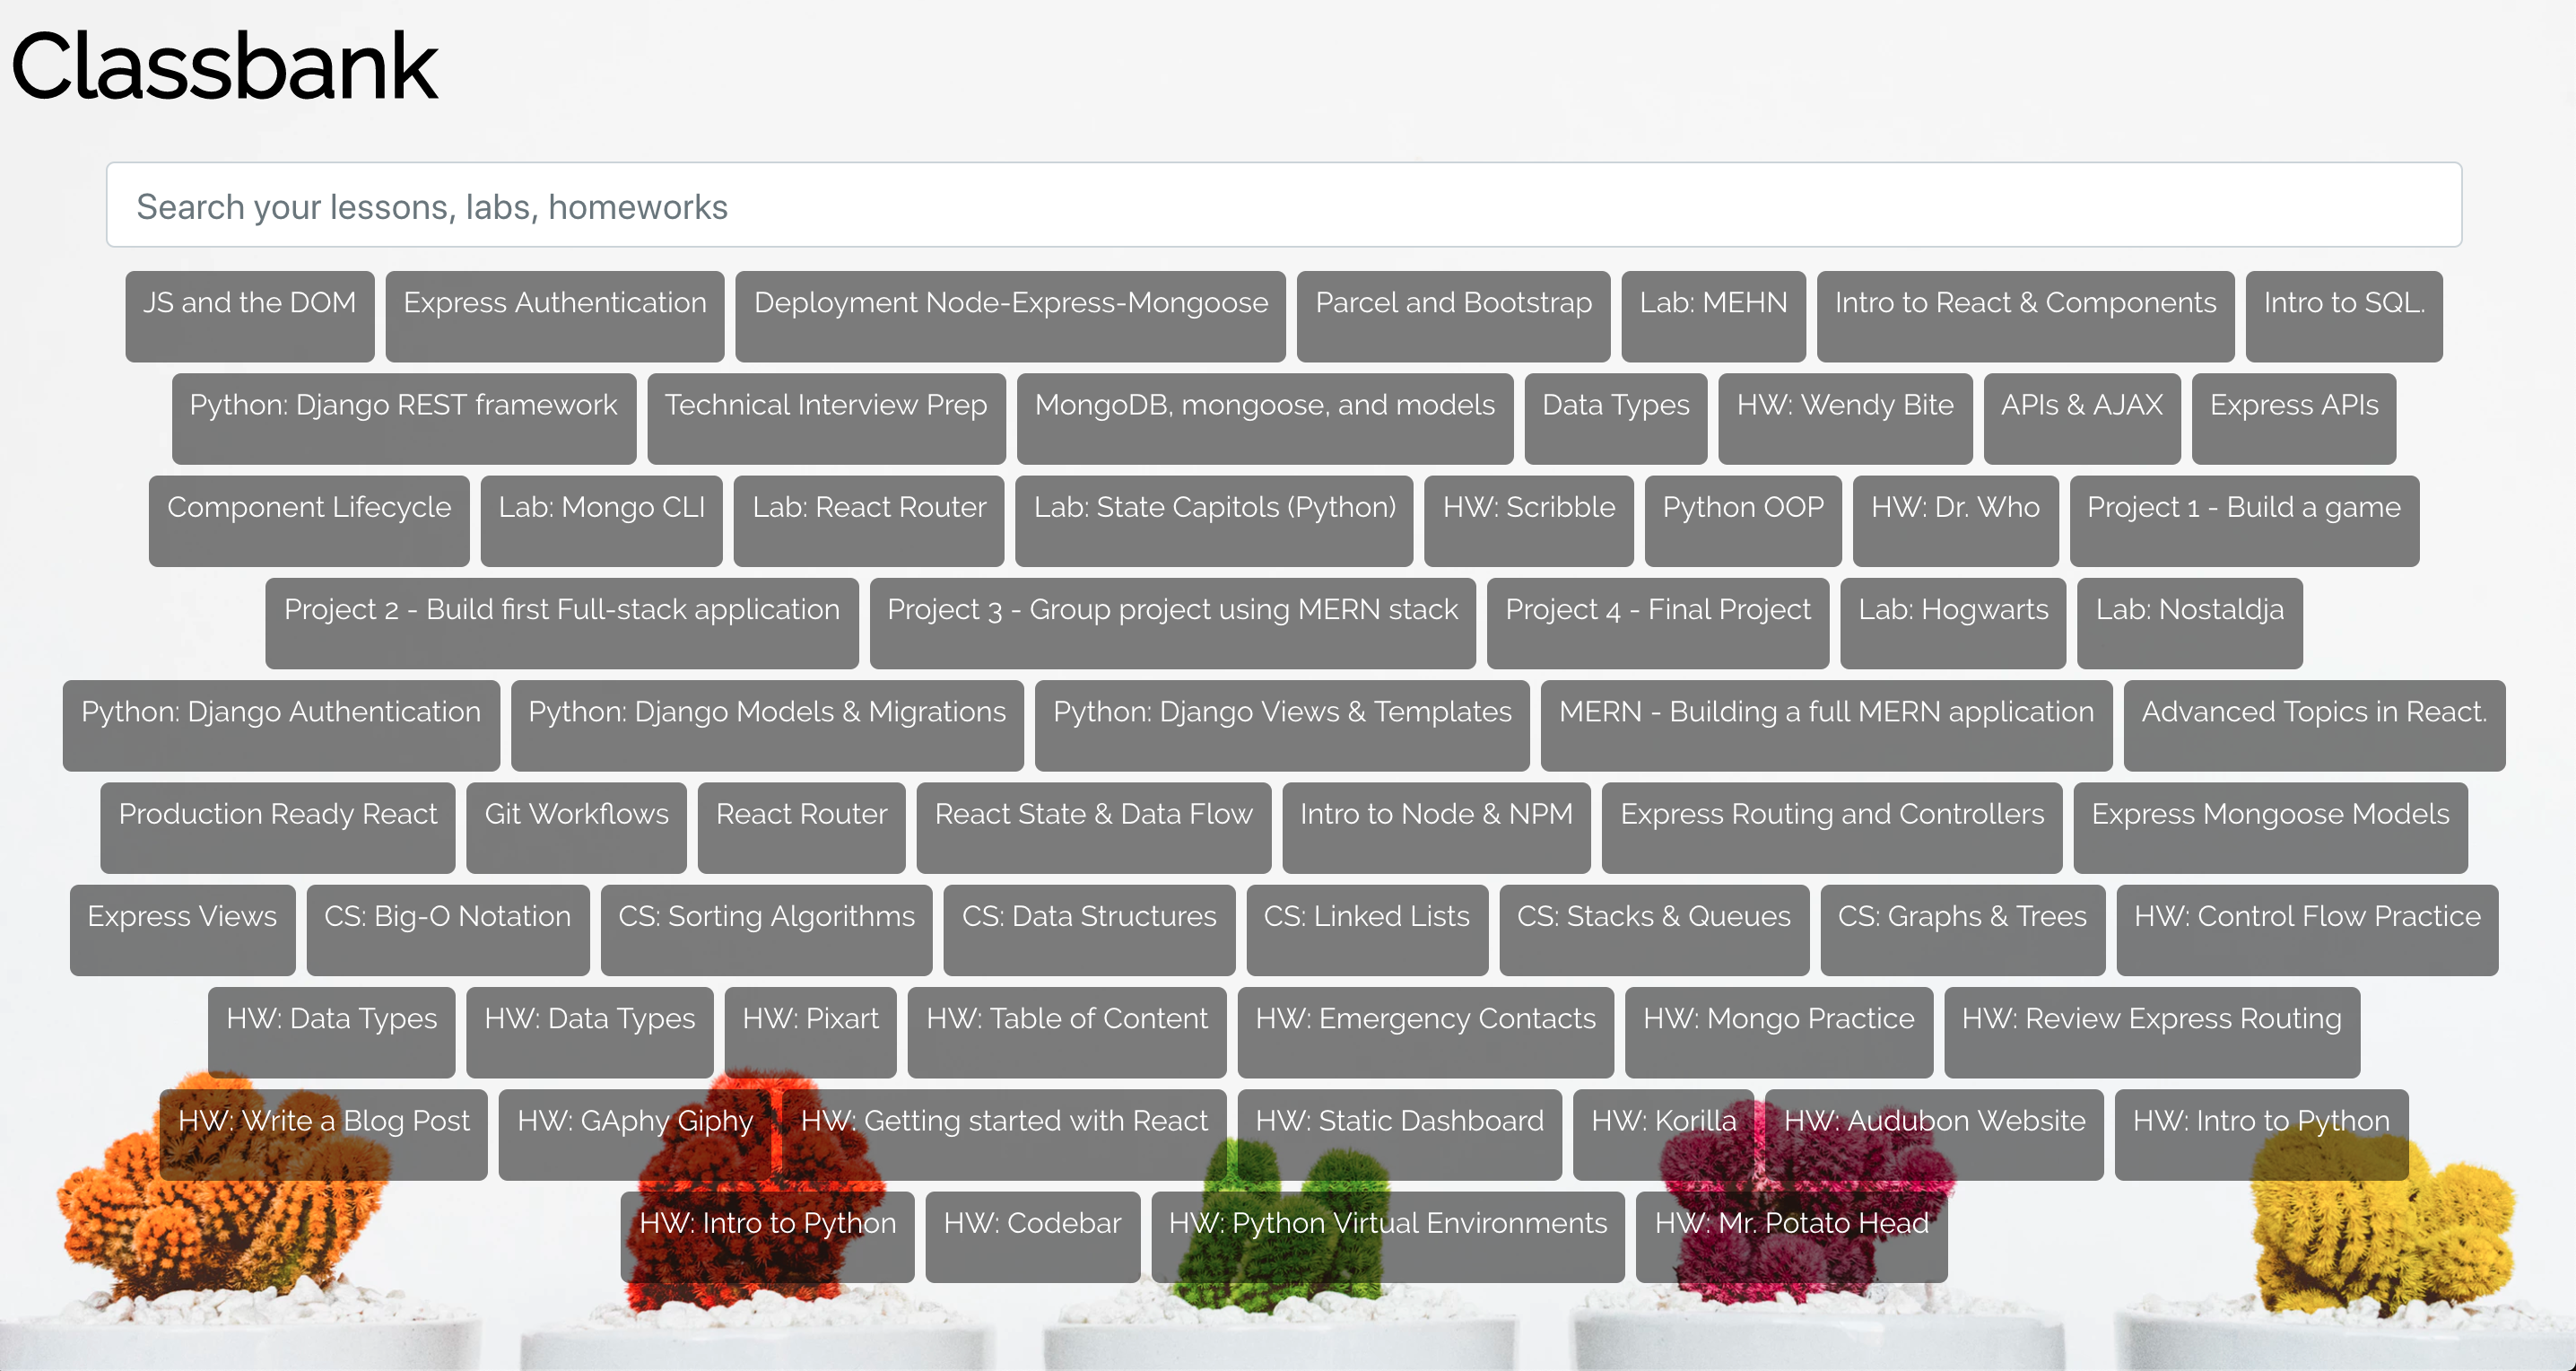 Classbank
Search your lessons, labs, homeworks
JS and the DOM Express Authentication Deployment Node-Express-Mongoose Parcel and Bootstrap Lab: MEHN Intro to React & Components Intro to SQL.
Python: Django REST framework Technical Interview Prep MongoDB, mongoose, and models Data Types HW: Wendy Bite APIs & AJAX Express APIs
Component Lifecycle Lab: Mongo CLI Lab: React Router Lab: State Capitols (Python) HW: Scribble Python OOP HW: Dr. Who Project 1 - Build a game
Project 2 - Build first Full-stack application Project 3 - Group project using MERN stack Project 4 - Final Project Lab: Hogwarts Lab: Nostaldja
Python: Django Authentication Python: Django Models & Migrations Python: Django Views & Templates MERN - Building a full MERN application Advanced Topics in React.
Production Ready React Git Workflows React Router React State & Data Flow Intro to Node & NPM Express Routing and Controllers Express Mongoose Models
Express Views CS: Big-O Notation CS: Sorting Algorithms CS: Data Structures CS: Linked Lists CS: Stacks & Queues CS: Graphs & Trees HW: Control Flow Practice
HW: Data Types HW: Data Types HW: Pixart HW: Table of Content HW: Emergency Contacts HW: Mongo Practice HW: Review Express Routing
HW: Write a Blog Post HW: GAphy Giphy HW: Getting started with React HW: Static Dashboard HW: Korilla HW: Audubon Website HW: Intro to Python
HW: Intro to Python HW: Codebar HW: Python Virtual Environments HW: Mr. Potato Head